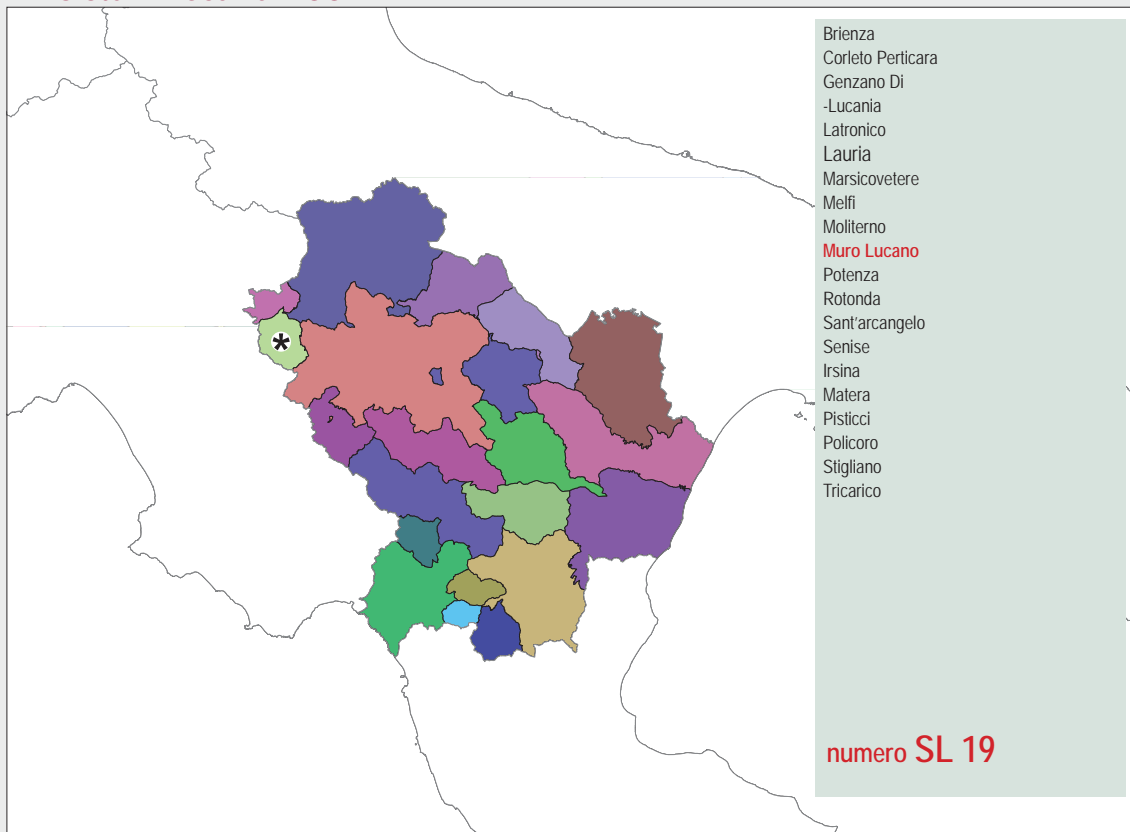 Brienza
Corleto Perticara
Genzano Di
-Lucania
Latronico
Lauria
Marsicovetere
Melfi
Moliterno
Muro Lucano
Potenza
Rotonda
Sant'arcangelo
Senise
Irsina
Matera
Pisticci
Policoro
Stigliano
Tricarico
numero SL 19
*